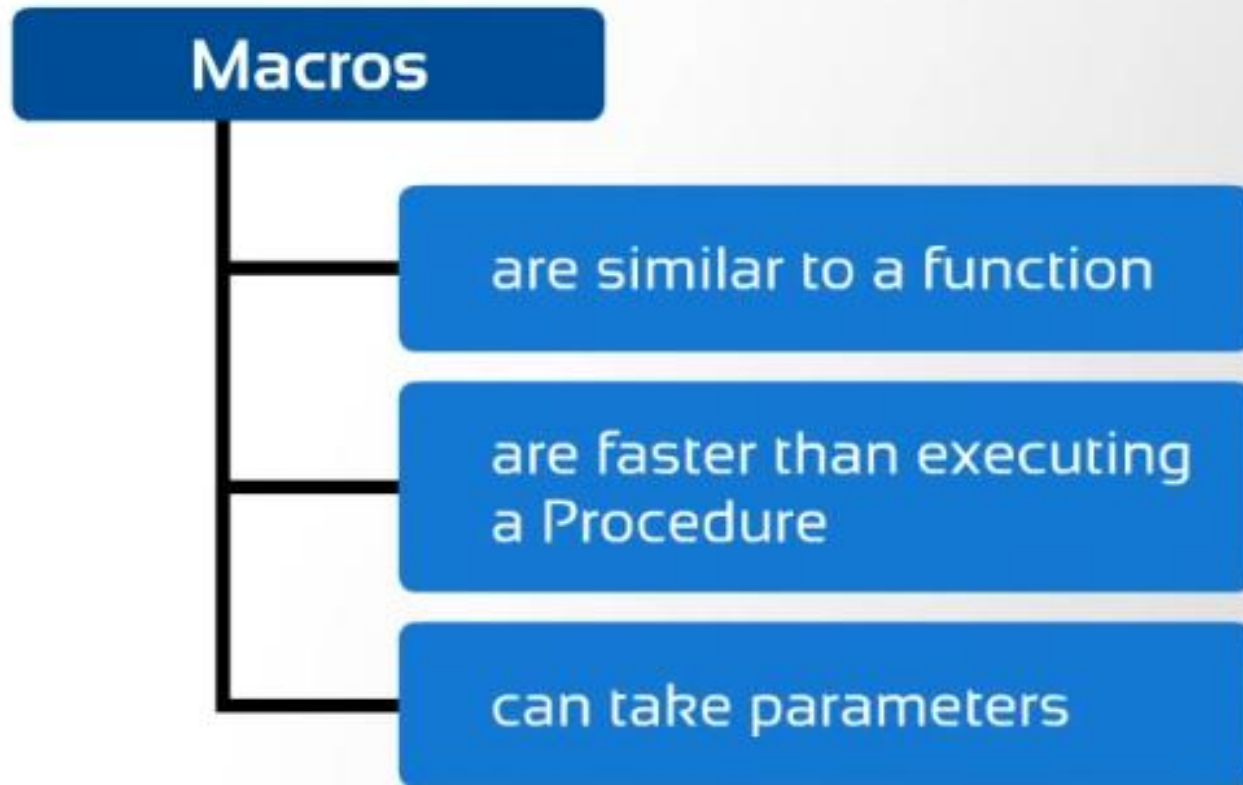 Macros
are similar to a function
are faster than executing
a Procedure
can take parameters